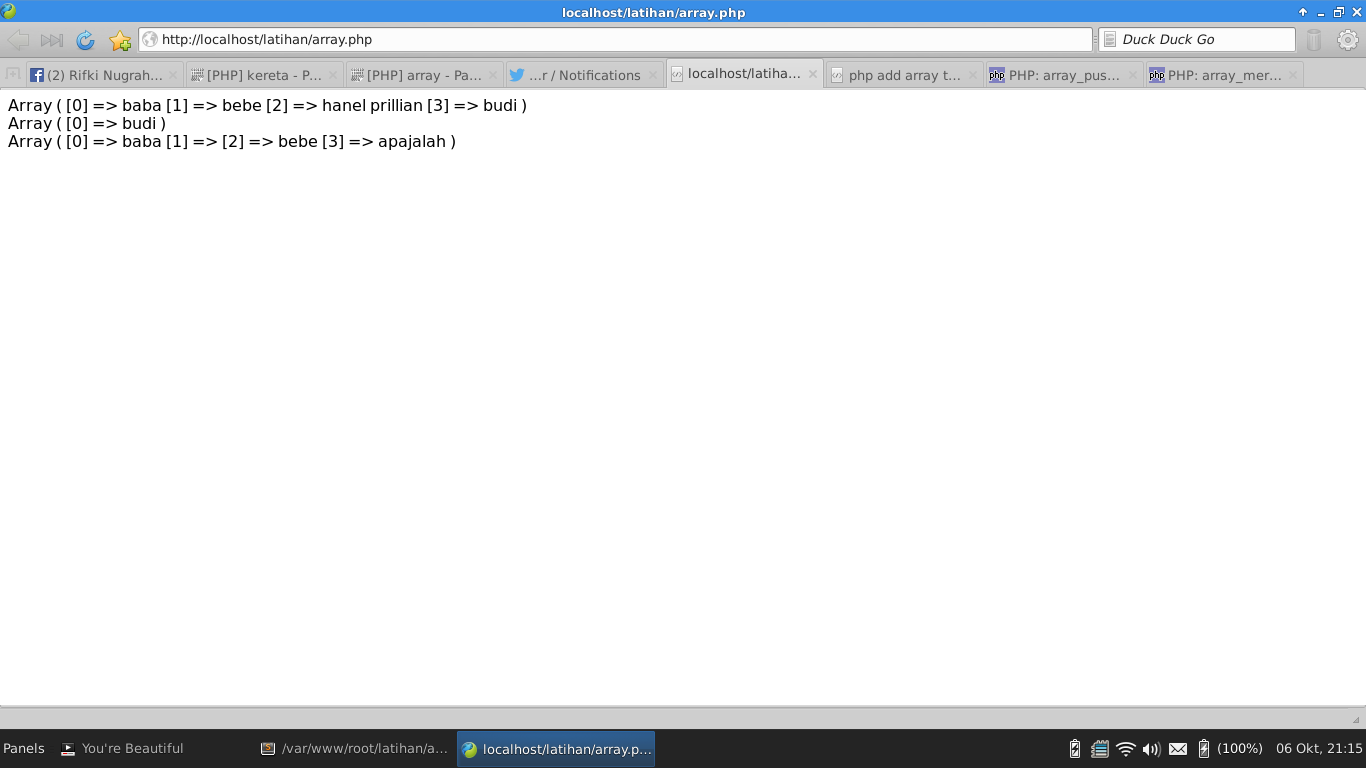 localhost/latihan/array.php
http://localhost/latihan/array.php
Duck Duck Go
(2) Rifki Nugrah...
[PHP] kereta - P...
[PHP] array - Pa...
...r / Notifications
localhost/latiha...
php add array t...
php PHP: array_pus...
php PHP: array_mer...
Array ( [0] => baba [1] => bebe [2] => hanel prillian [3] => budi )
Array ( [0] => budi )
Array ( [0] => baba [1] => [2] => bebe [3] => apajalah )
Panels
You're Beautiful
/var/www/root/latihan/a...
localhost/latihan/array.p...
(100%)
06 Okt, 21:15